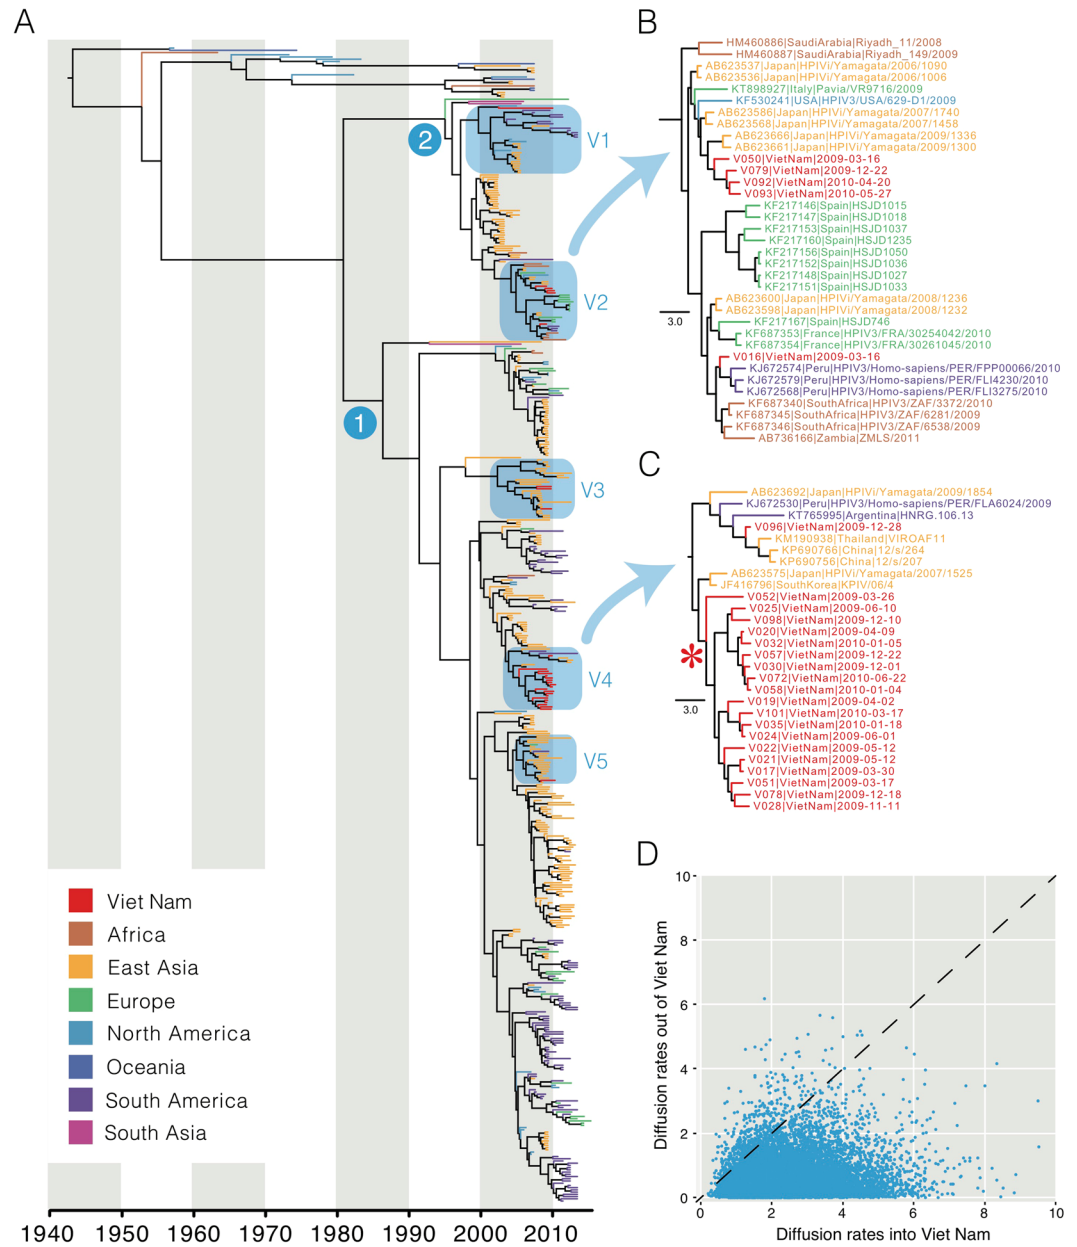 A
2
1
V1
V2
V3
V4
V5
Viet Nam
Africa
East Asia
Europe
North America
Oceania
South America
South Asia
1940 1950 1960 1970 1980 1990 2000 2010
B
HM460886|SaudiArabia|Riyadh_11/2008
HM460887|SaudiArabia|Riyadh_149/2009
AB623537|Japan|HPIVi/Yamagata/2006/1090
AB623536|Japan|HPIVi/Yamagata/2006/1006
KT898927|Italy|Pavia/VR9716/2009
KF530241|USA|HPIV3/USA/629-D1/2009
AB623586|Japan|HPIVi/Yamagata/2007/1740
AB623568|Japan|HPIVi/Yamagata/2007/1458
AB623666|Japan|HPIVi/Yamagata/2009/1336
AB623661|Japan|HPIVi/Yamagata/2009/1300
V050|VietNam|2009-03-16
V079|VietNam|2009-12-22
V092|VietNam|2010-04-20
V093|VietNam|2010-05-27
KF217146|Spain|HSJD1015
KF217147|Spain|HSJD1018
KF217153|Spain|HSJD1037
KF217160|Spain|HSJD1235
KF217156|Spain|HSJD1050
KF217152|Spain|HSJD1036
KF217148|Spain|HSJD1027
KF217151|Spain|HSJD1033
AB623600|Japan|HPIVi/Yamagata/2008/1236
AB623598|Japan|HPIVi/Yamagata/2008/1232
3.0
KF217167|Spain|HSJD746
KF687353|France|HPIV3/FRA/30254042/2010
KF687354|France|HPIV3/FRA/30261045/2010
V016|VietNam|2009-03-16
KJ672574|Peru|HPIV3/Homo-sapiens/PER/FPP00066/2010
KJ672579|Peru|HPIV3/Homo-sapiens/PER/FLI4230/2010
KJ672568|Peru|HPIV3/Homo-sapiens/PER/FLI3275/2010
KF687340|SouthAfrica|HPIV3/ZAF/3372/2010
KF687345|SouthAfrica|HPIV3/ZAF/6281/2009
KF687346|SouthAfrica|HPIV3/ZAF/6538/2009
AB736166|Zambia|ZMLS/2011
C
AB623692|Japan|HPIVi/Yamagata/2009/1854
KJ672530|Peru|HPIV3/Homo-sapiens/PER/FLA6024/2009
KT765995|Argentina|HNRG.106.13
V096|VietNam|2009-12-28
KM190938|Thailand|VIROAF11
KP690766|China|12/s/264
KP690756|China|12/s/207
AB623575|Japan|HPIVi/Yamagata/2007/1525
JF416796|SouthKorea|KPIV/06/4
V052|VietNam|2009-03-26
V025|VietNam|2009-06-10
V098|VietNam|2009-12-10
V020|VietNam|2009-04-09
V032|VietNam|2010-01-05
V057|VietNam|2009-12-22
V030|VietNam|2009-12-01
V072|VietNam|2010-06-22
V058|VietNam|2010-01-04
V019|VietNam|2009-04-02
V101|VietNam|2010-03-17
V035|VietNam|2010-01-18
V024|VietNam|2009-06-01
V022|VietNam|2009-05-12
V021|VietNam|2009-05-12
V017|VietNam|2009-03-30
V051|VietNam|2009-03-17
V078|VietNam|2009-12-18
V028|VietNam|2009-11-11
*
3.0
D
Diffusion rates out of Viet Nam
10
8
6
4
2
0
0 2 4 6 8 10
Diffusion rates into Viet Nam